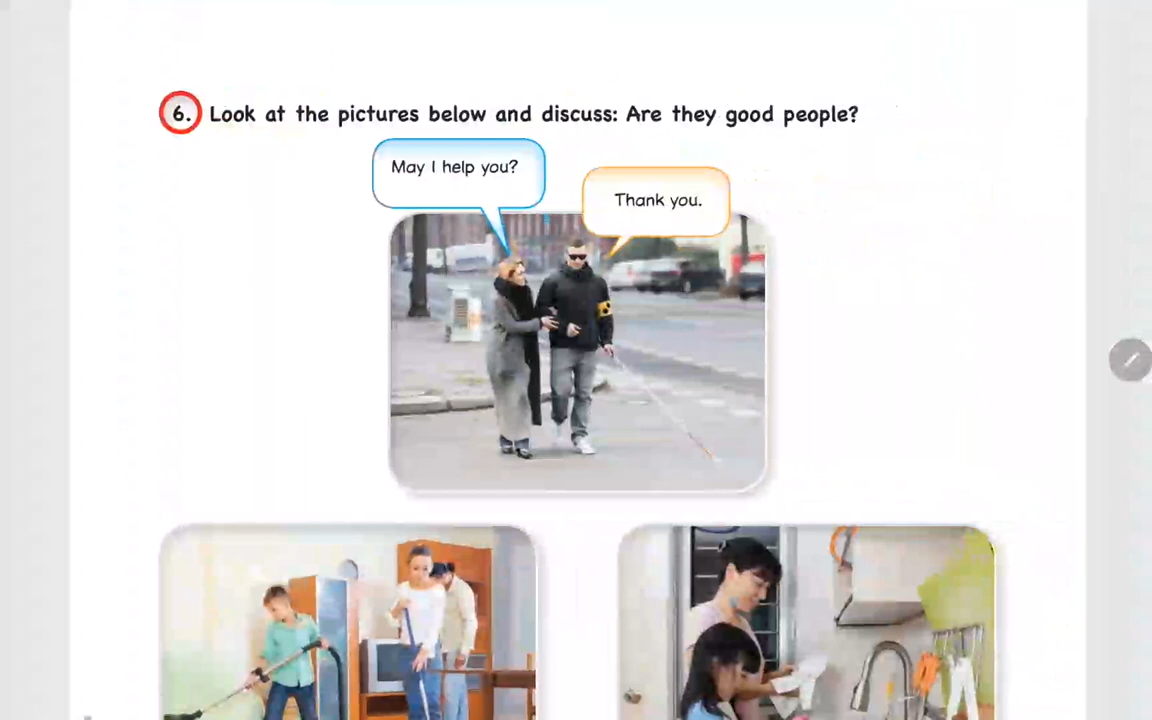 6. Look at the pictures below and discuss: Are they good people?
May I help you?
Thank you.